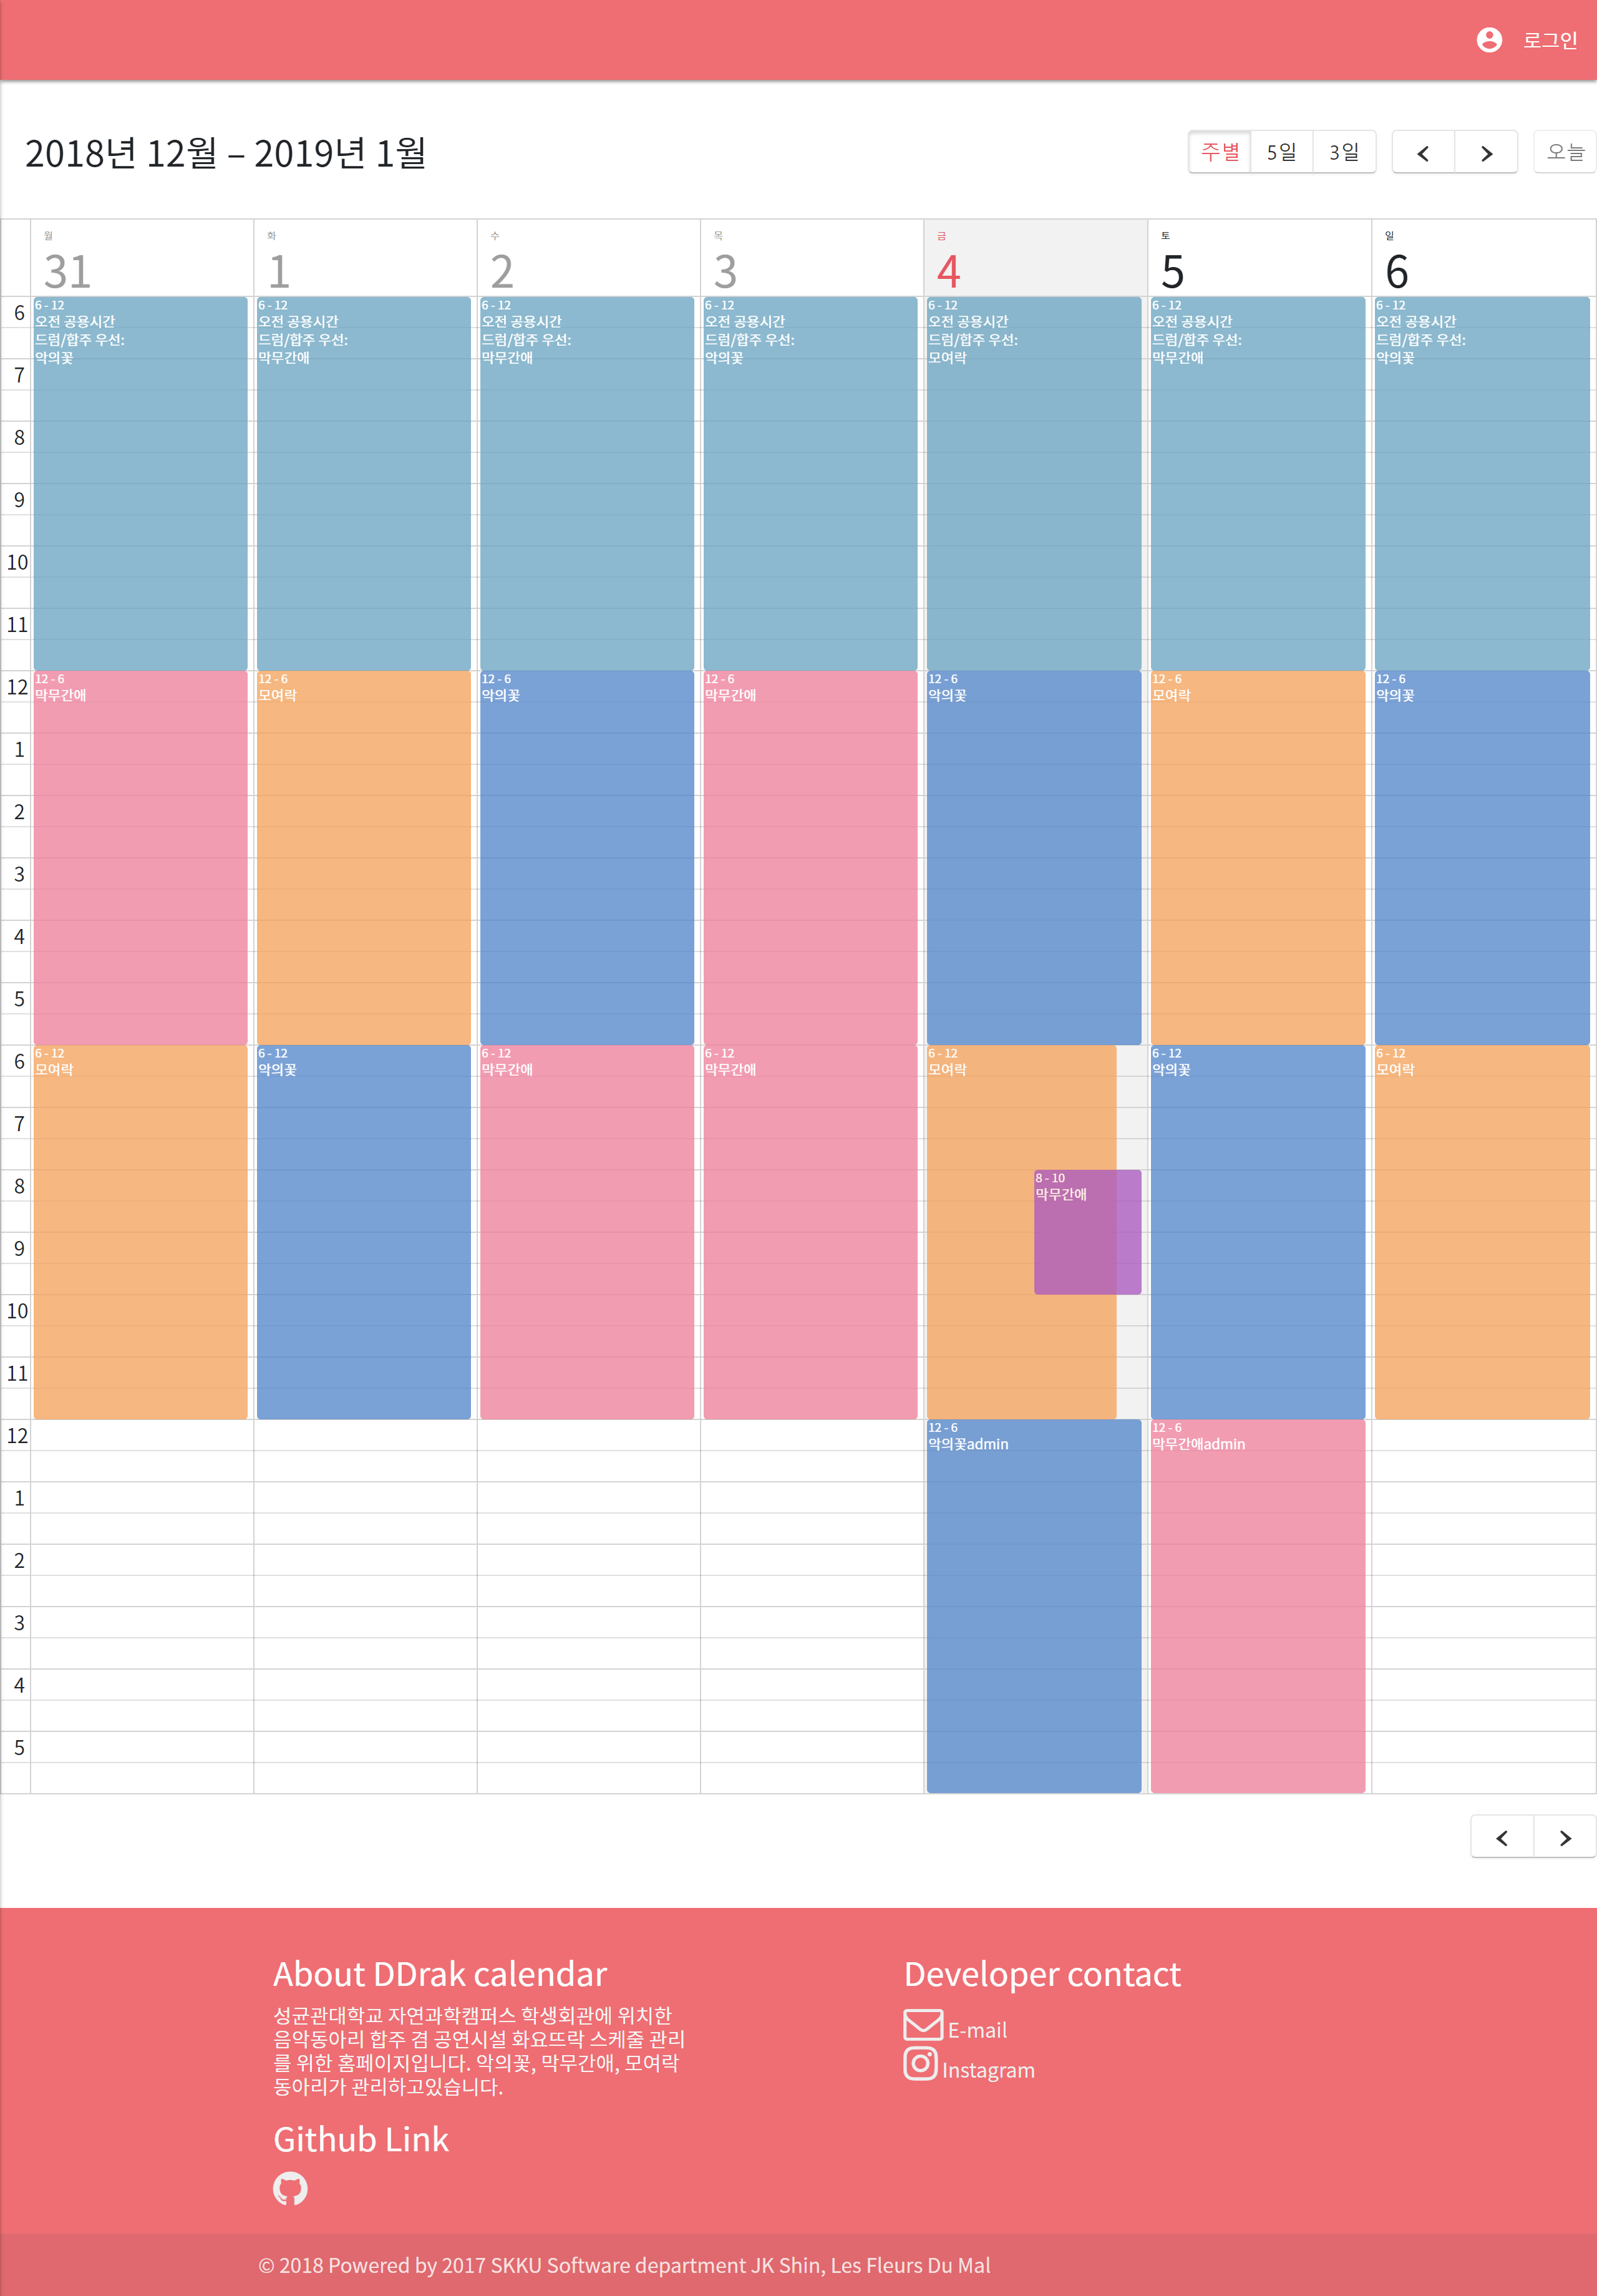 로그인
2018년 12월 – 2019년 1월
주별 5일 3일
오늘
월 화 수 목 금 토 일
31 1 2 3 4 5 6
6
6 - 12
오전 공용시간
드럼/합주 우선:
악의꽃
6 - 12
오전 공용시간
드럼/합주 우선:
막무간애
6 - 12
오전 공용시간
드럼/합주 우선:
막무간애
6 - 12
오전 공용시간
드럼/합주 우선:
악의꽃
6 - 12
오전 공용시간
드럼/합주 우선:
모여락
6 - 12
오전 공용시간
드럼/합주 우선:
막무간애
6 - 12
오전 공용시간
드럼/합주 우선:
악의꽃
7
8
9
10
11
12
12 - 6
막무간애
12 - 6
모여락
12 - 6
악의꽃
12 - 6
막무간애
12 - 6
악의꽃
12 - 6
모여락
12 - 6
악의꽃
1
2
3
4
5
6
6 - 12
모여락
6 - 12
악의꽃
6 - 12
막무간애
6 - 12
막무간애
6 - 12
모여락
6 - 12
악의꽃
6 - 12
모여락
7
8
8 - 10
막무간애
9
10
11
12
12 - 6
악의꽃admin
12 - 6
막무간애admin
1
2
3
4
5
About DDrak calendar
성균관대학교 자연과학캠퍼스 학생회관에 위치한
음악동아리 합주 겸 공연시설 화요뜨락 스케줄 관리
를 위한 홈페이지입니다. 악의꽃, 막무간애, 모여락
동아리가 관리하고있습니다.
Github Link
Developer contact
E-mail
Instagram
© 2018 Powered by 2017 SKKU Software department JK Shin, Les Fleurs Du Mal